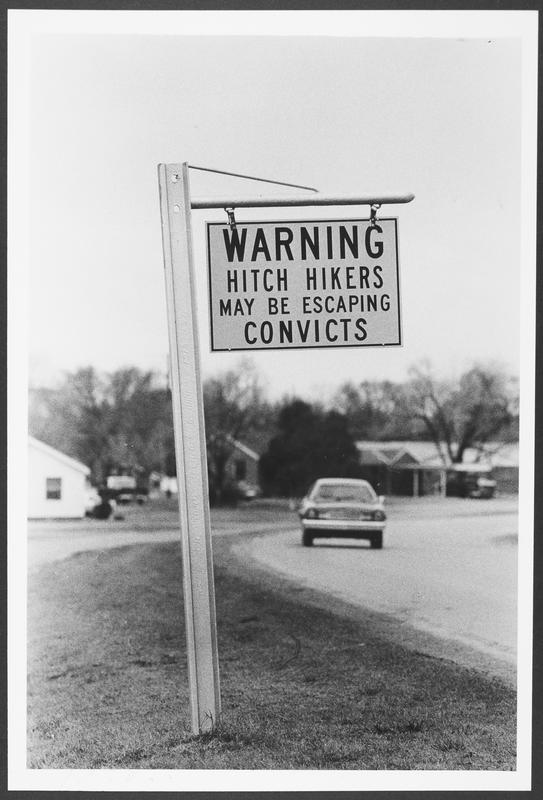 WARNING
HITCH HIKERS
MAY BE ESCAPING
CONVICTS